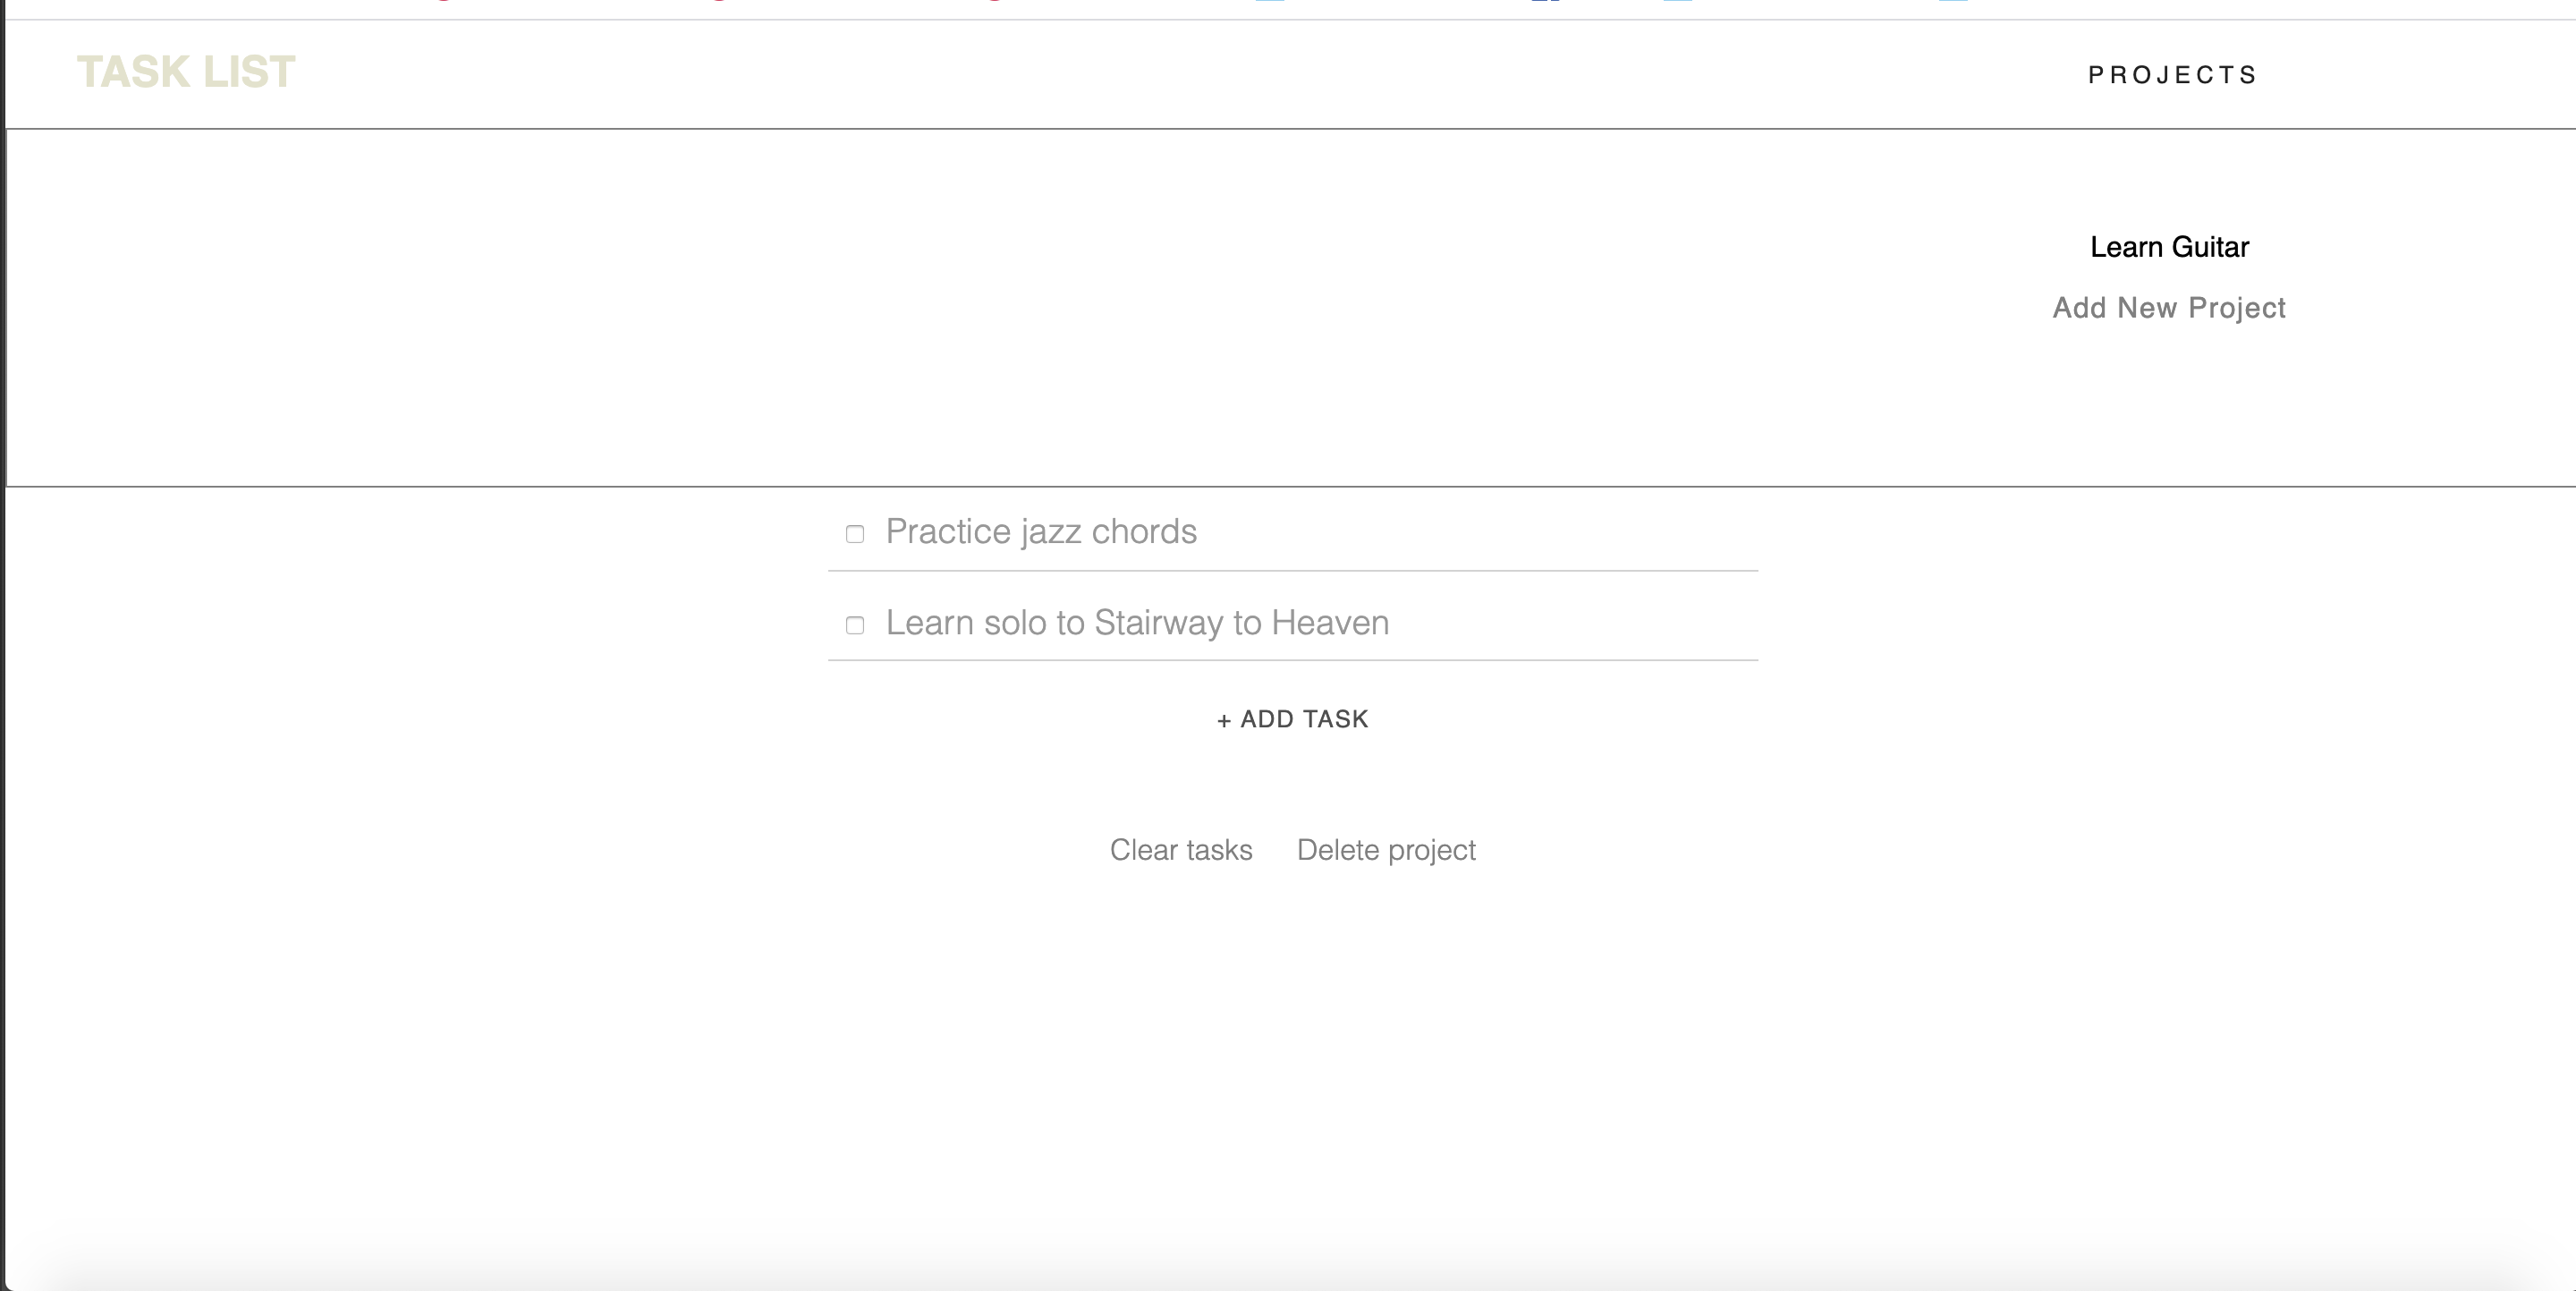 TASK LIST
PROJECTS
Learn Guitar
Add New Project
Practice jazz chords
Learn solo to Stairway to Heaven
+ ADD TASK
Clear tasks
Delete project